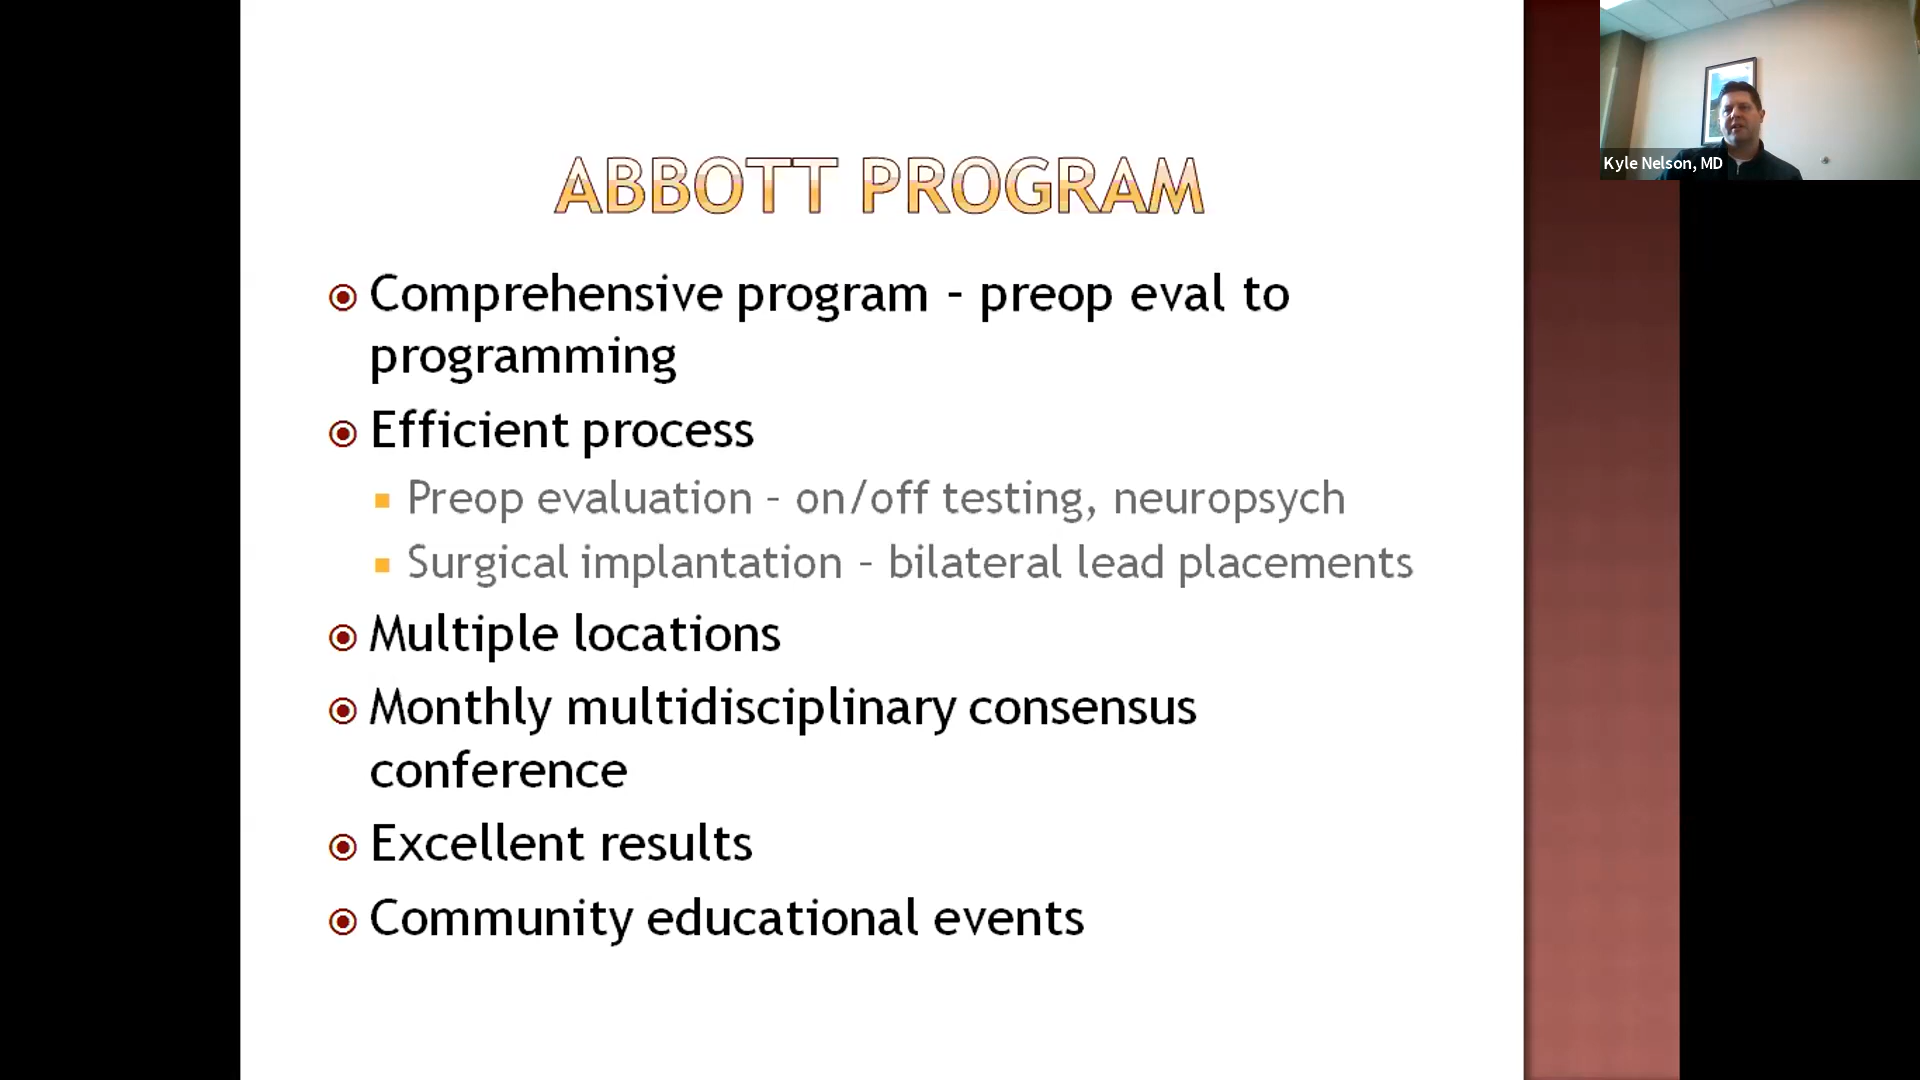 ABBOTT PROGRAM
Comprehensive program – preop eval to
programming
Efficient process
Preop evaluation – on/off testing, neuropsych
Surgical implantation – bilateral lead placements
Multiple locations
Monthly multidisciplinary consensus
conference
Excellent results
Community educational events
Kyle Nelson, MD